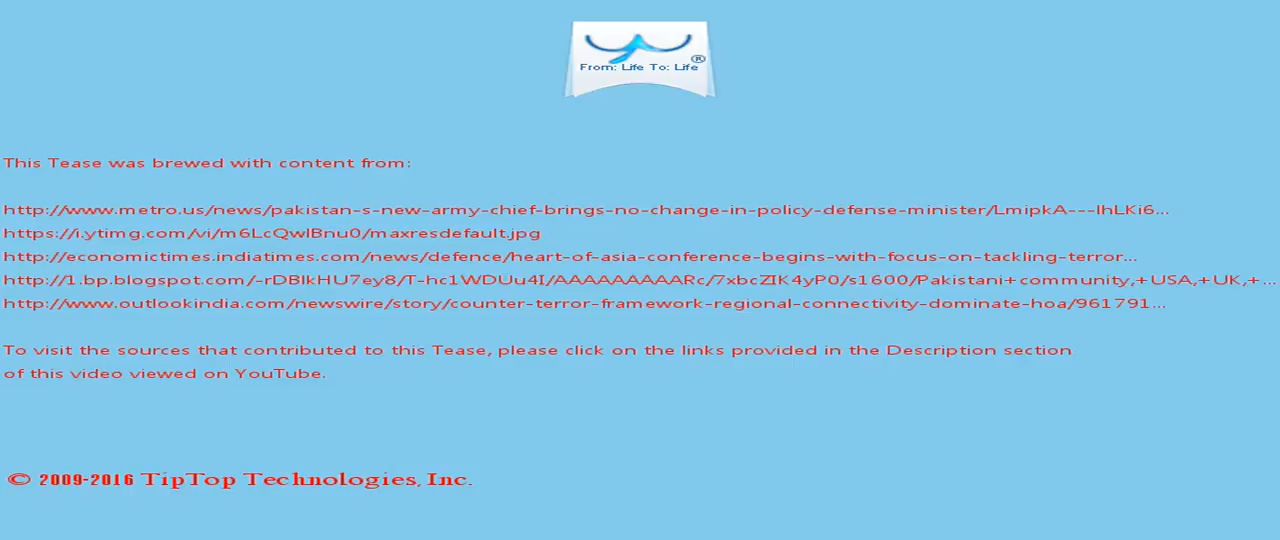 From: Life To: Life ®
This Tease was brewed with content from:
http://www.metro.us/news/pakistan-s-new-army-chief-brings-no-change-in-policy-defense-minister/LmipkA---lhLKi6...
https://i.ytimg.com/vi/m6LcQwlBnu0/maxresdefault.jpg
http://economictimes.indiatimes.com/news/defence/heart-of-asia-conference-begins-with-focus-on-tackling-terror...
http://1.bp.blogspot.com/-rDBlkHU7ey8/T-hc1WDUu4I/AAAAAAAAARc/7xbcZIK4yP0/s1600/Pakistani+community,+USA,+UK,+...
http://www.outlookindia.com/newswire/story/counter-terror-framework-regional-connectivity-dominate-hoa/961791...
To visit the sources that contributed to this Tease, please click on the links provided in the Description section
of this video viewed on YouTube.
© 2009-2016 TipTop Technologies, Inc.